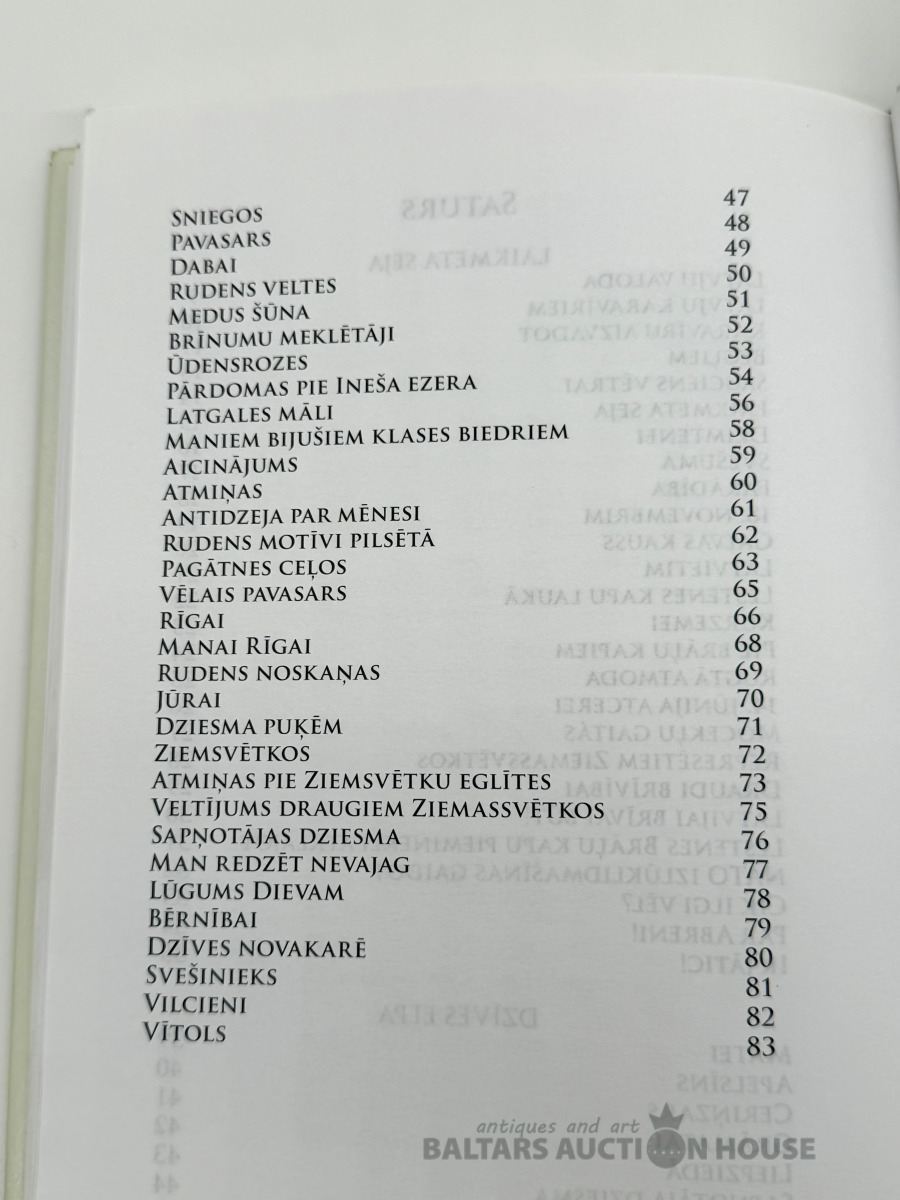 SNIEGOS 47
PAVASARS 48
DABAI 49
RUDENS VELTES 50
MEDUS ŠŪNA 51
BRĪNUMU MEKLĒTĀJI 52
ŪDENSROZES 53
PĀRDOMAS PIE INEŠA EZERA 54
LATGALES MĀLI 56
MANIEM BIJUŠIEM KLASES BIEDRIEM 58
AICINĀJUMS 59
ATMIŅAS 60
ANTIDZEJA PAR MĒNESI 61
RUDENS MOTĪVI PILSĒTĀ 62
PAGĀTNES CEĻOS 63
VĒLAIS PAVASARS 65
RĪGAI 66
MANAI RĪGAI 68
RUDENS NOSKAŅAS 69
JŪRAI 70
DZIESMA PUĶĒM 71
ZIEMSVĒTKOS 72
ATMIŅAS PIE ZIEMSVĒTKU EGLĪTES 73
VELTĪJUMS DRAUGIEM ZIEMASSVĒTKOS 75
SAPŅOTĀJAS DZIESMA 76
MAN REDZĒT NEVAJAG 77
LŪGUMS DIEVAM 78
BĒRNĪBAI 79
DZĪVES NOVAKARĒ 80
SVEŠINIEKS 81
VILCIENI 82
VĪTOLS 83
antiques and art
BALTARS AUCTION HOUSE